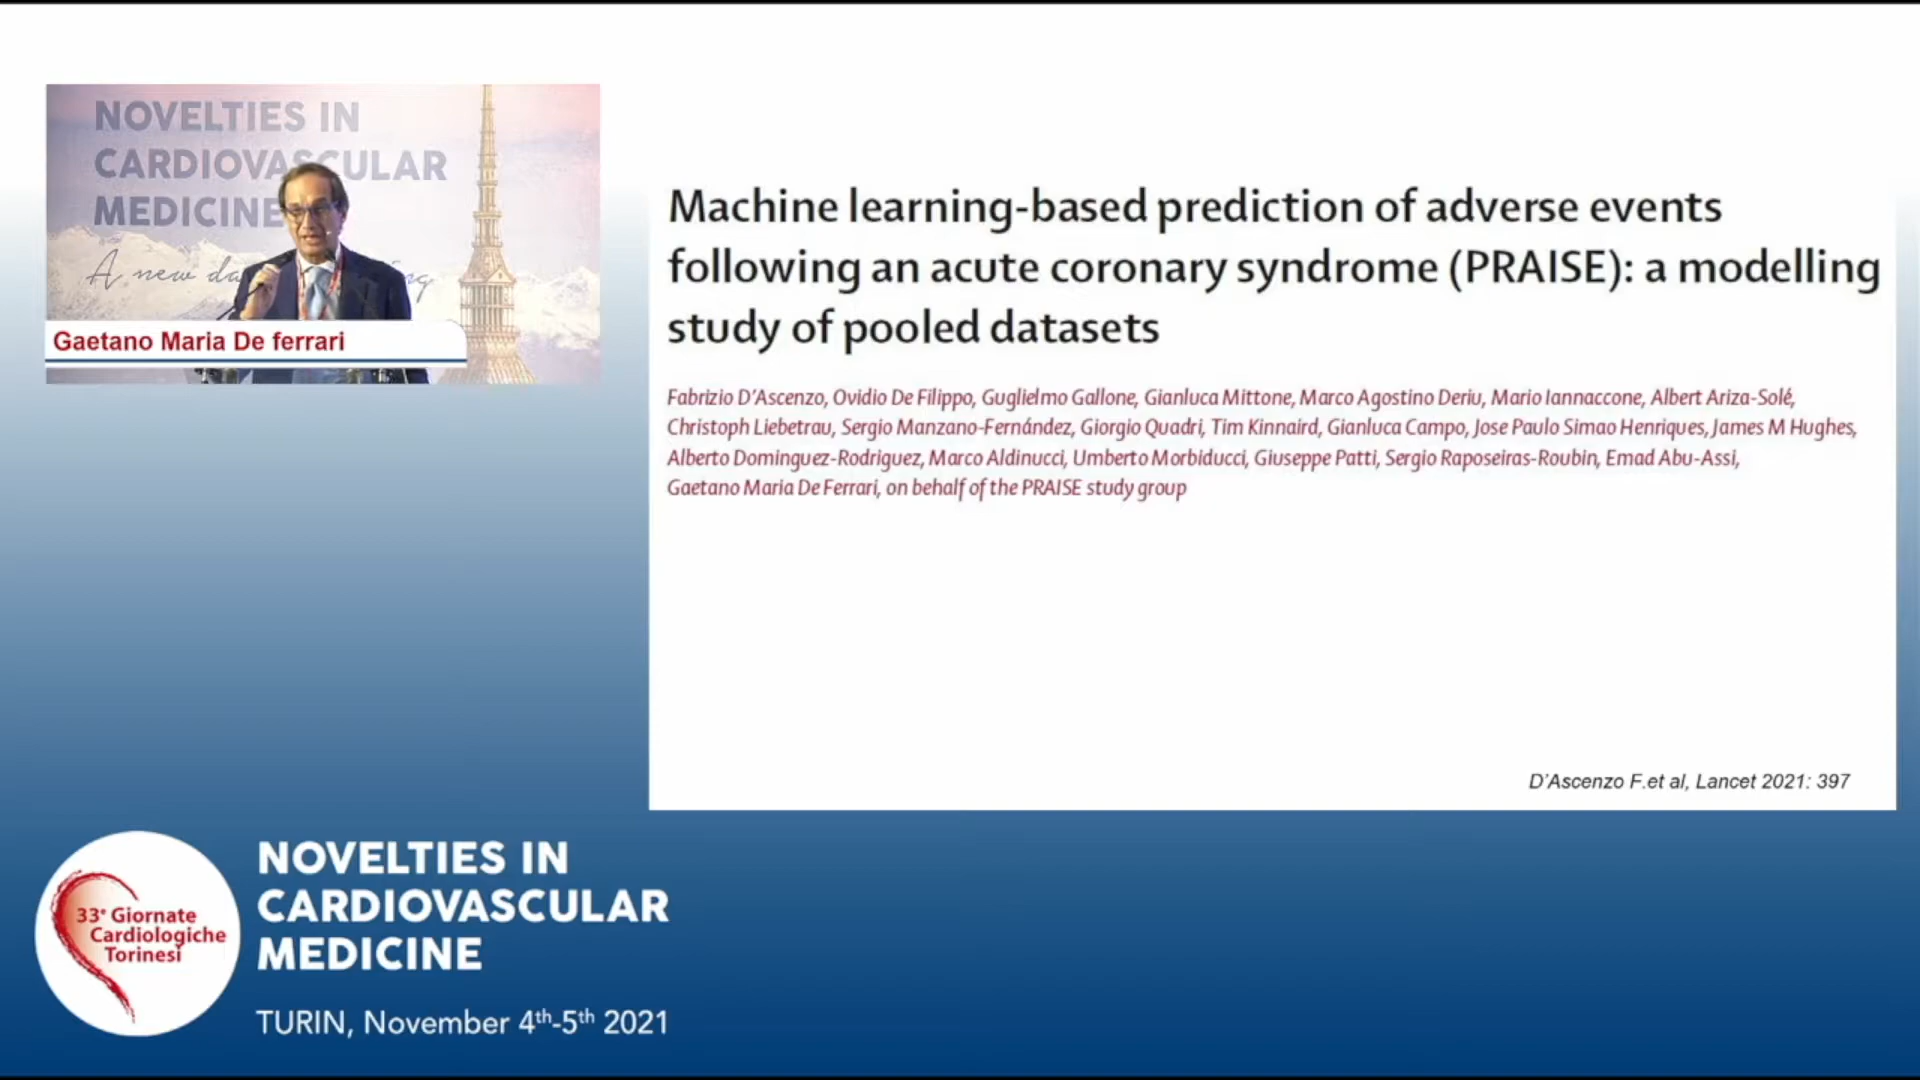 NOVELTIES IN
CARDIOVASCULAR
MEDICINE
A new da
Gaetano Maria De ferrari
Machine learning-based prediction of adverse events
following an acute coronary syndrome (PRAISE): a modelling
study of pooled datasets
Fabrizio D'Ascenzo, Ovidio De Filippo, Guglielmo Gallone, Gianluca Mittone, Marco Agostino Deriu, Mario Iannaccone, Albert Ariza-Solé,
Christoph Liebetrau, Sergio Manzano-Fernández, Giorgio Quadri, Tim Kinnaird, Gianluca Campo, Jose Paulo Simao Henriques, James M Hughes,
Alberto Dominguez-Rodriguez, Marco Aldinucci, Umberto Morbiducci, Giuseppe Patti, Sergio Raposeiras-Roubin, Emad Abu-Assi,
Gaetano Maria De Ferrari, on behalf of the PRAISE study group
D'Ascenzo F.et al, Lancet 2021: 397
33° Giornate
Cardiologiche
Torinesi
NOVELTIES IN
CARDIOVASCULAR
MEDICINE
TURIN, November 4th-5th 2021